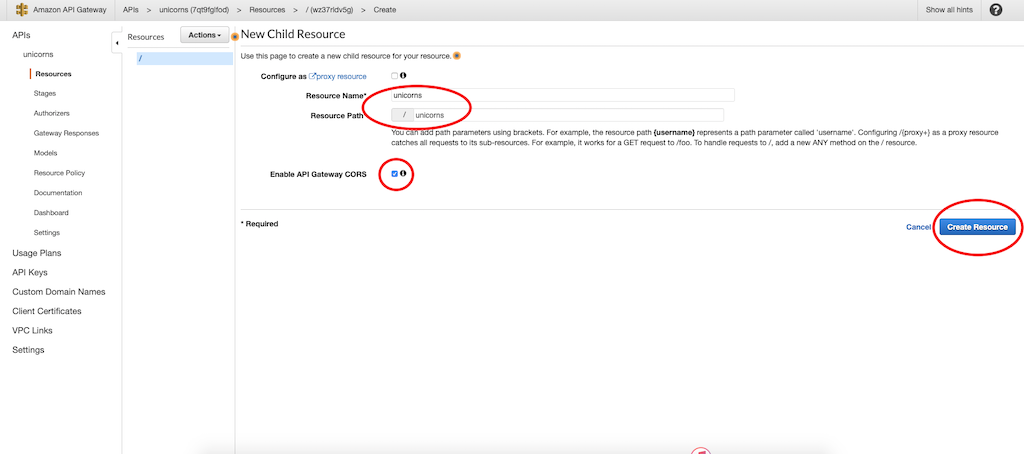 Amazon API Gateway APIs > unicorns (7qt9fglfod) > Resources > / (wz37rldv5g) > Create Show all hints ?
APIs
unicorns
Resources
Stages
Authorizers
Gateway Responses
Models
Resource Policy
Documentation
Dashboard
Settings
Usage Plans
API Keys
Custom Domain Names
Client Certificates
VPC Links
Settings
Resources Actions
/
New Child Resource
Use this page to create a new child resource for your resource.
Configure as proxy resource
Resource Name* unicorns
Resource Path / unicorns
You can add path parameters using brackets. For example, the resource path {username} represents a path parameter called 'username'. Configuring /{proxy+} as a proxy resource
catches all requests to its sub-resources. For example, it works for a GET request to /foo. To handle requests to /, add a new ANY method on the / resource.
Enable API Gateway CORS
* Required
Cancel Create Resource